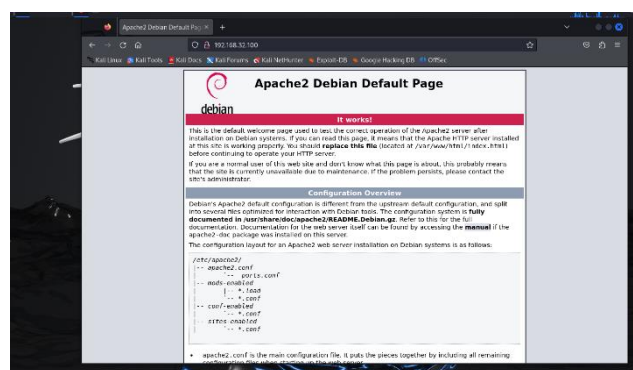 Apache2 Debian Default Pag
192.168.32.100
Kali Linux Kali Tools Kali Docs Kali Forums Kali NetHunter Exploit-DB Google Hacking DB OffSec
Apache2 Debian Default Page
debian
It works!
This is the default welcome page used to test the correct operation of the Apache2 server after
installation on Debian systems. If you can read this page, it means that the Apache HTTP server installed
at this site is working properly. You should replace this file (located at /var/www/html/index.html)
before continuing to operate your HTTP server.
If you are a normal user of this web site and don't know what this page is about, this probably means
that the site is currently unavailable due to maintenance. If the problem persists, please contact the
site's administrator.
Configuration Overview
Debian's Apache2 default configuration is different from the upstream default configuration, and split
into several files optimized for interaction with Debian tools. The configuration system is fully
documented in /usr/share/doc/apache2/README.Debian.gz. Refer to this for the full
documentation. Documentation for the web server itself can be found by accessing the manual if the
apache2-doc package was installed on this server.
The configuration layout for an Apache2 web server installation on Debian systems is as follows:
/etc/apache2/
|-- apache2.conf
|       `-- ports.conf
|-- mods-enabled
|       |-- *.load
|       `-- *.conf
|-- conf-enabled
|       `-- *.conf
|-- sites-enabled
|       `-- *.conf
• apache2.conf is the main configuration file. It puts the pieces together by including all remaining
configuration files when starting up the web server.